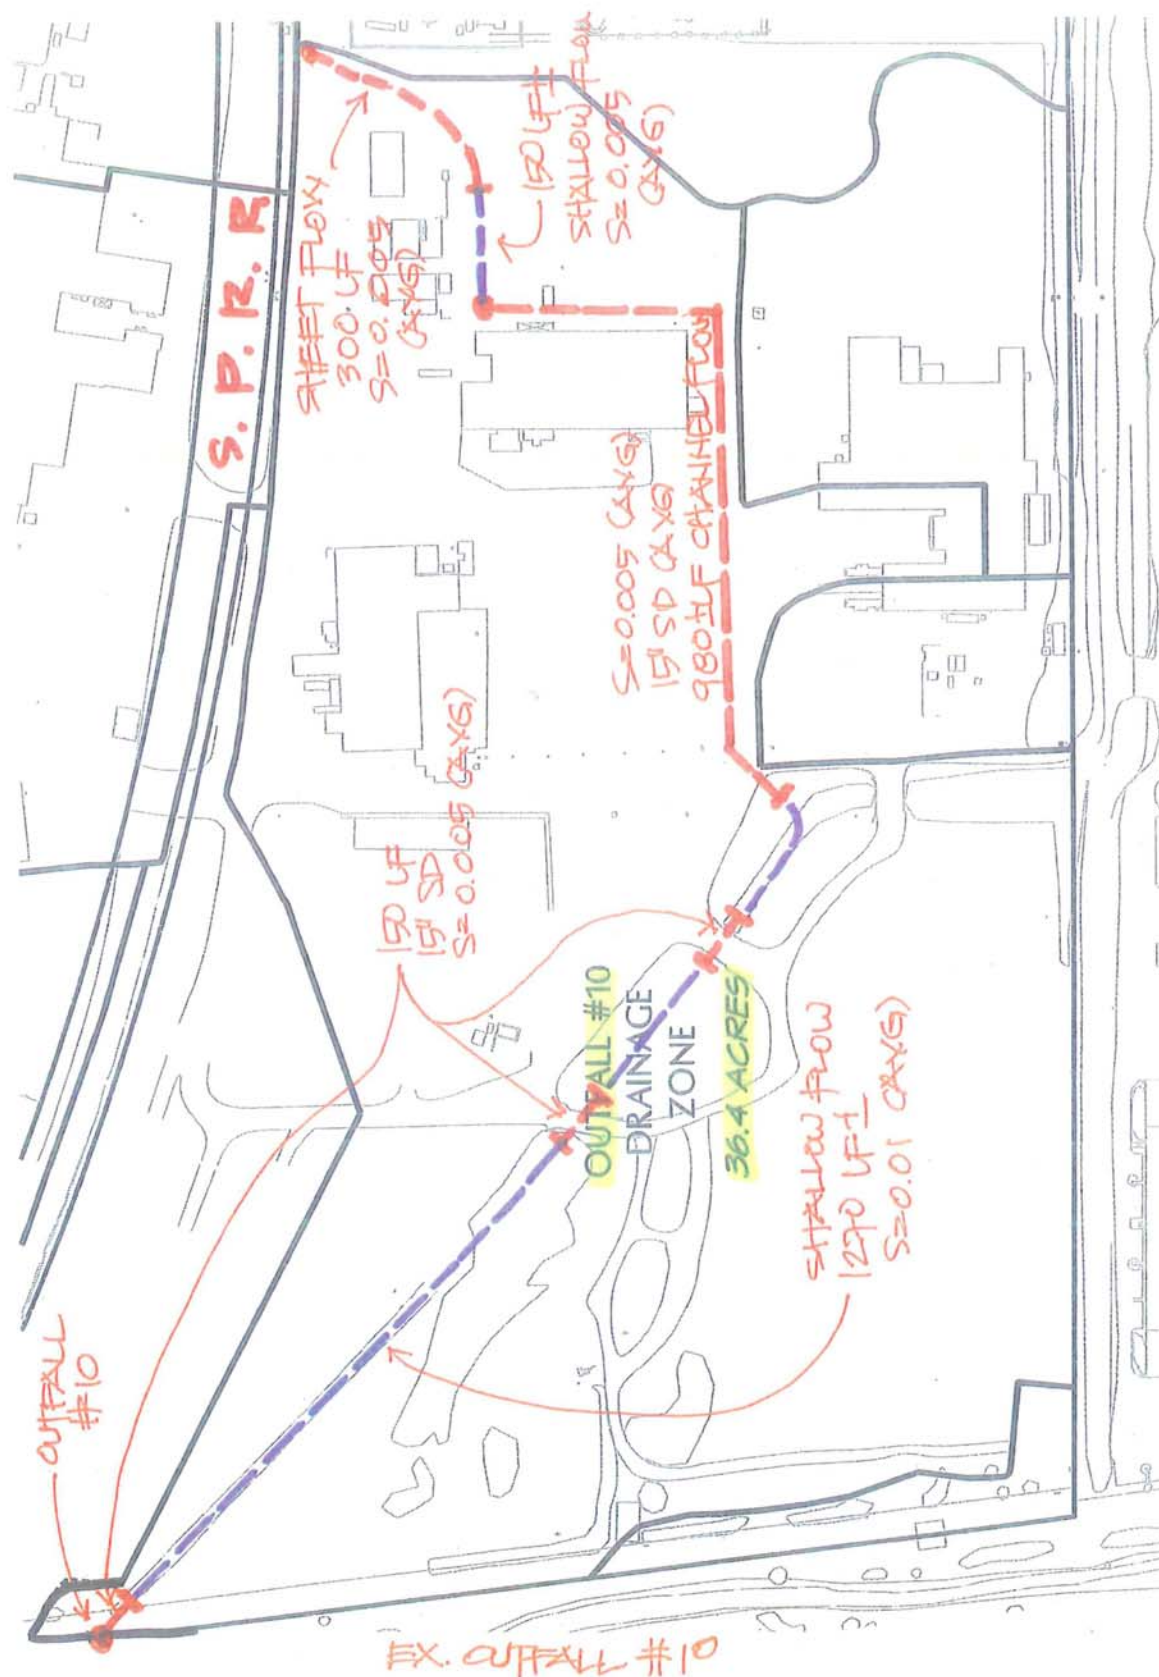 S. P. R. R
SHEET FLOW
300 LF
S=0.005
(AVG)
150 LF±
SHALLOW FLOW
S=0.005
(AVG)
S=0.005 (AVG)
15" SD (AVG)
980±LF CHANNEL FLOW
150 LF
15" SD
S=0.005 (AVG)
OUTFALL #10
DRAINAGE
ZONE
36.4 ACRES
SHALLOW FLOW
1270 LF±
S=0.01 (AVG)
OUTFALL
#10
EX. OUTFALL #10